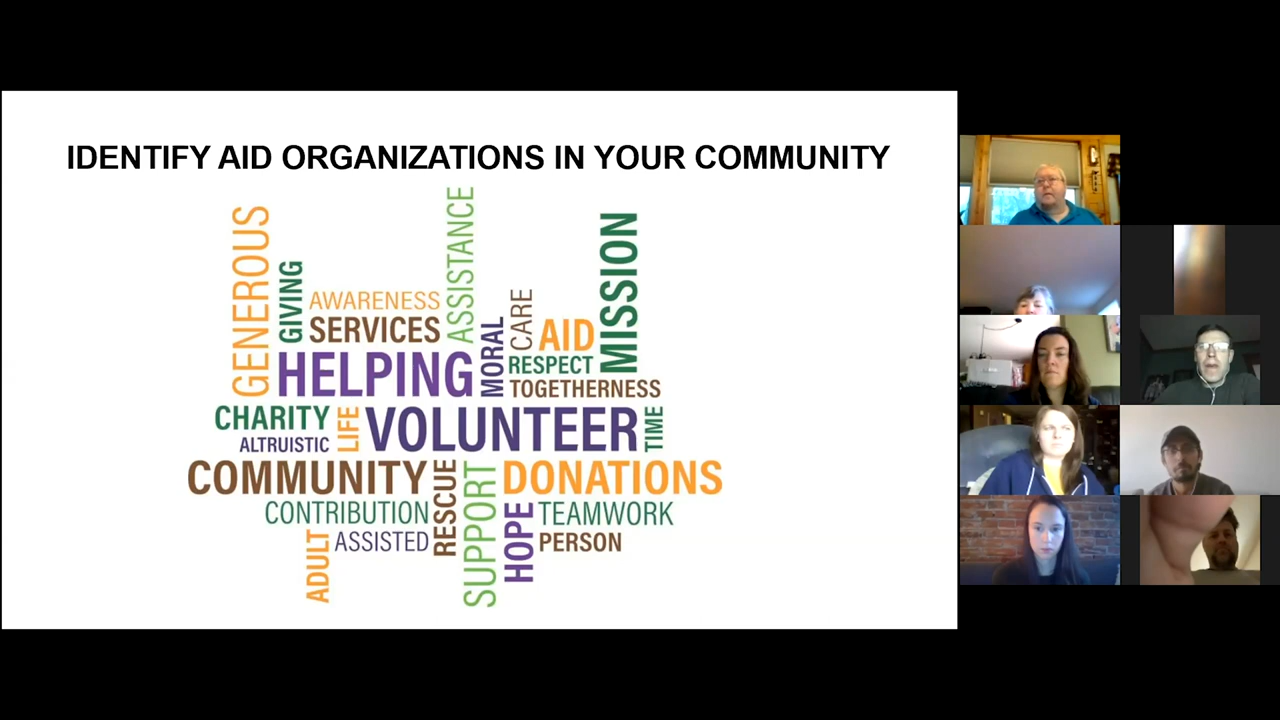 IDENTIFY AID ORGANIZATIONS IN YOUR COMMUNITY
GENEROUS
GIVING
AWARENESS
SERVICES
ASSISTANCE
HELPING
MORAL
CARE
AID
MISSION
RESPECT
TOGETHERNESS
CHARITY
ALTRUISTIC
LIFE
VOLUNTEER
TIME
COMMUNITY
RESCUE
SUPPORT
DONATIONS
CONTRIBUTION
ASSISTED
ADULT
HOPE
TEAMWORK
PERSON